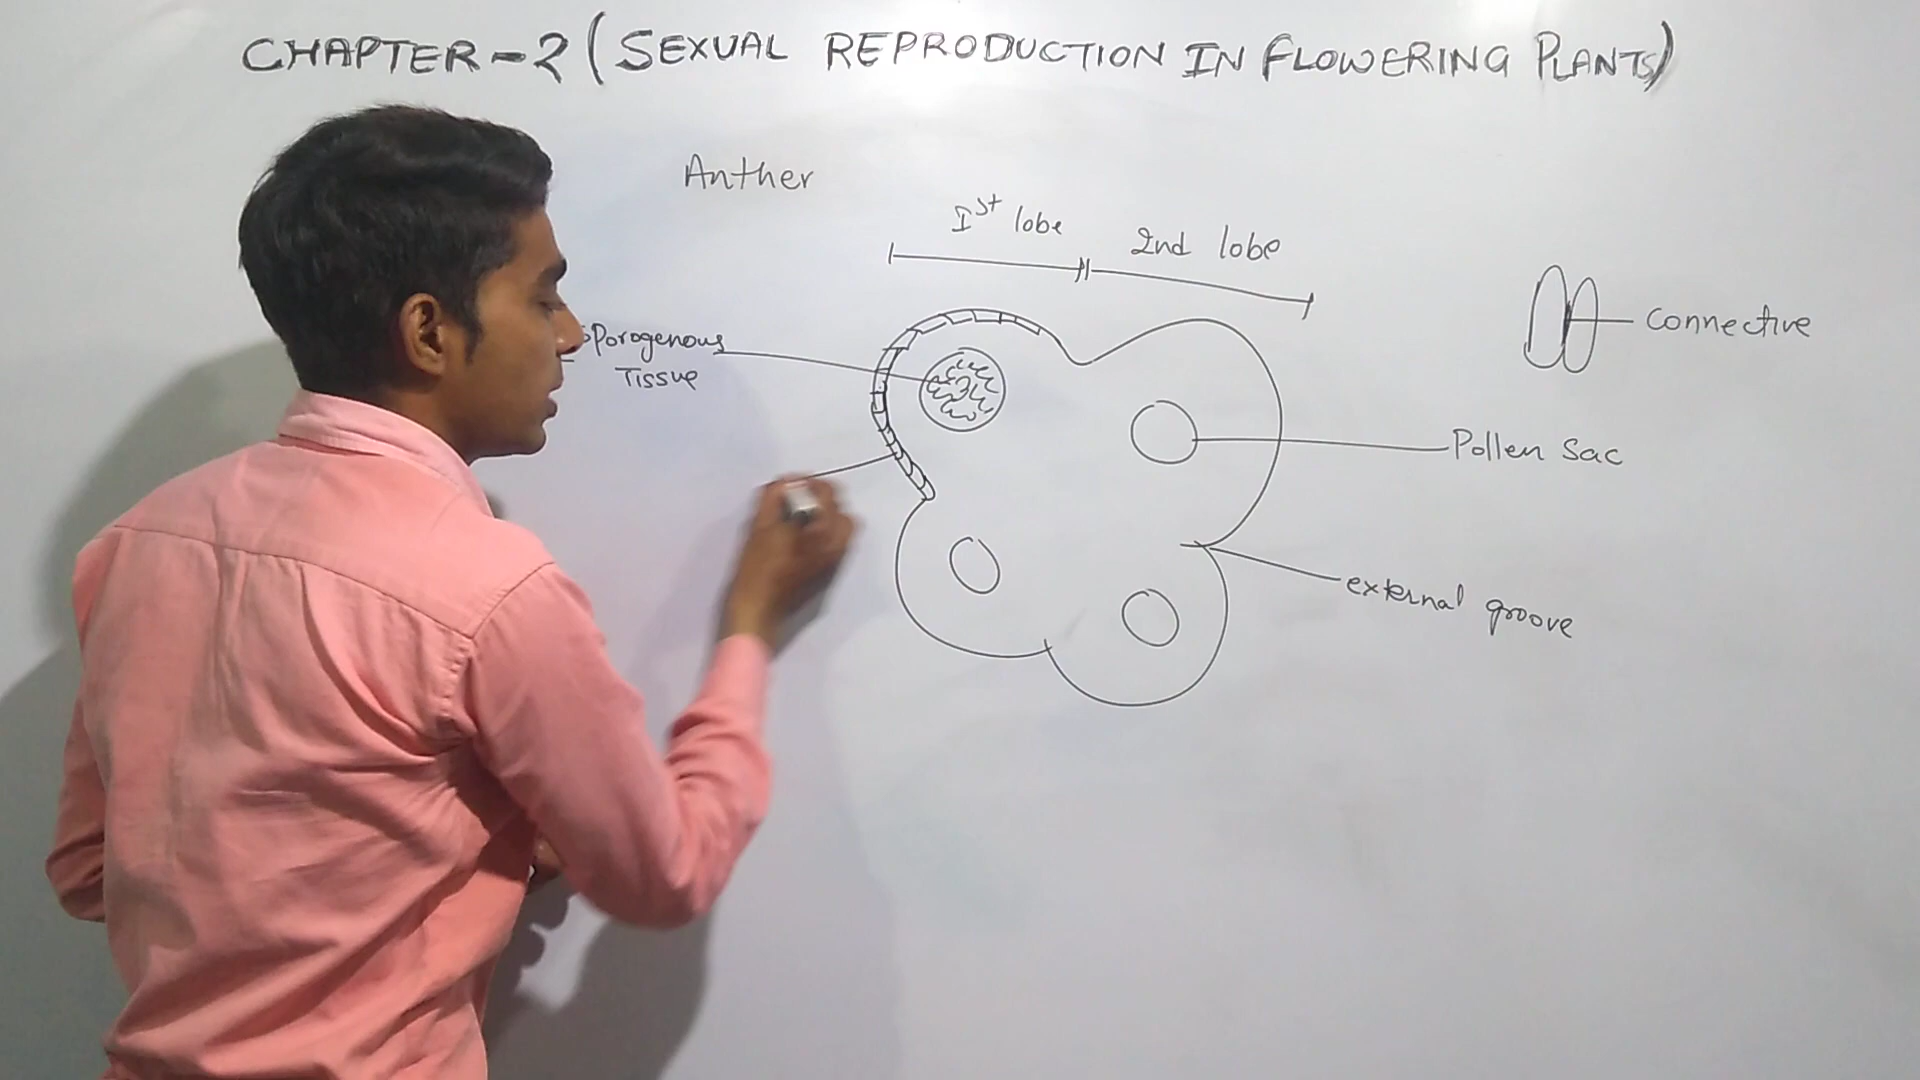 CHAPTER-2 (SEXUAL REPRODUCTION IN FLOWERING PLANTS)
Anther
Ist lobe
2nd lobe
Connective
sporogenous
Tissue
Pollen Sac
external groove